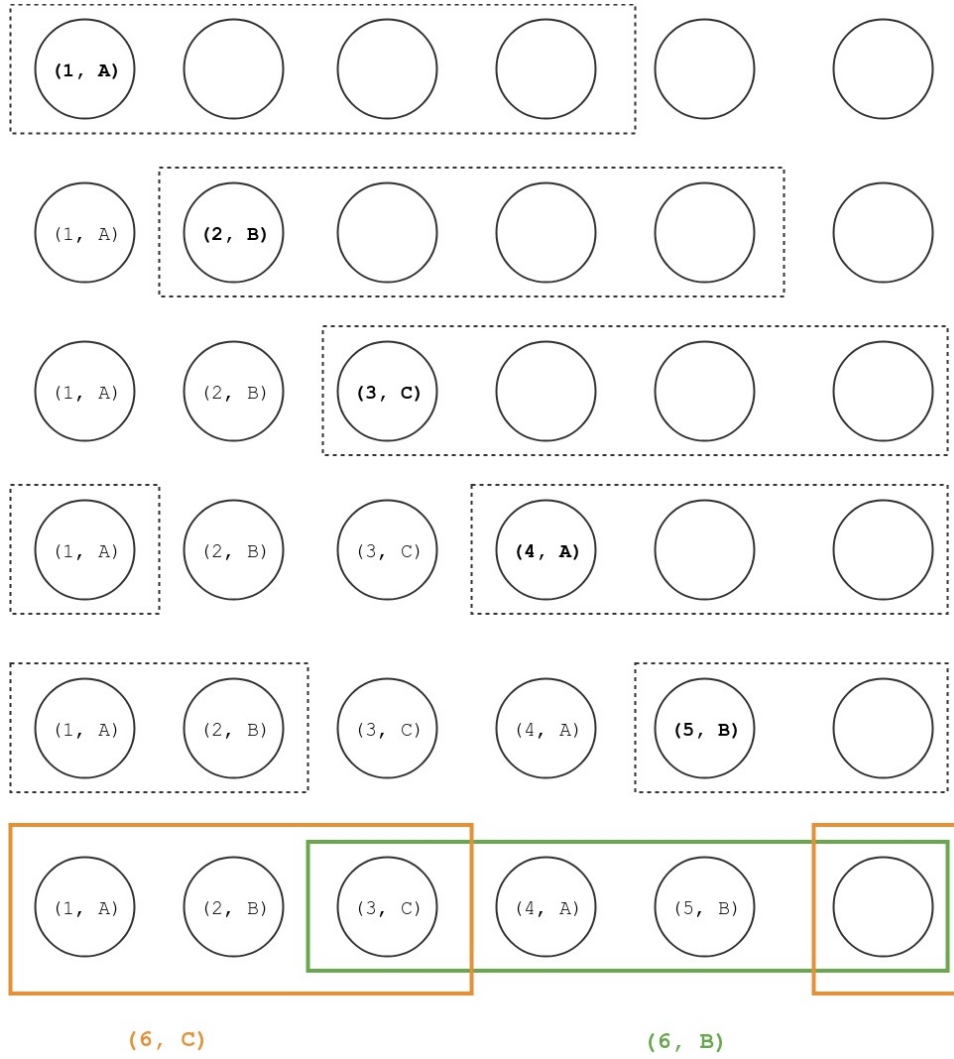 (1, A)
(1, A) (2, B)
(1, A) (2, B) (3, C)
(1, A) (2, B) (3, C) (4, A)
(1, A) (2, B) (3, C) (4, A) (5, B)
(1, A) (2, B) (3, C) (4, A) (5, B)
(6, C) (6, B)